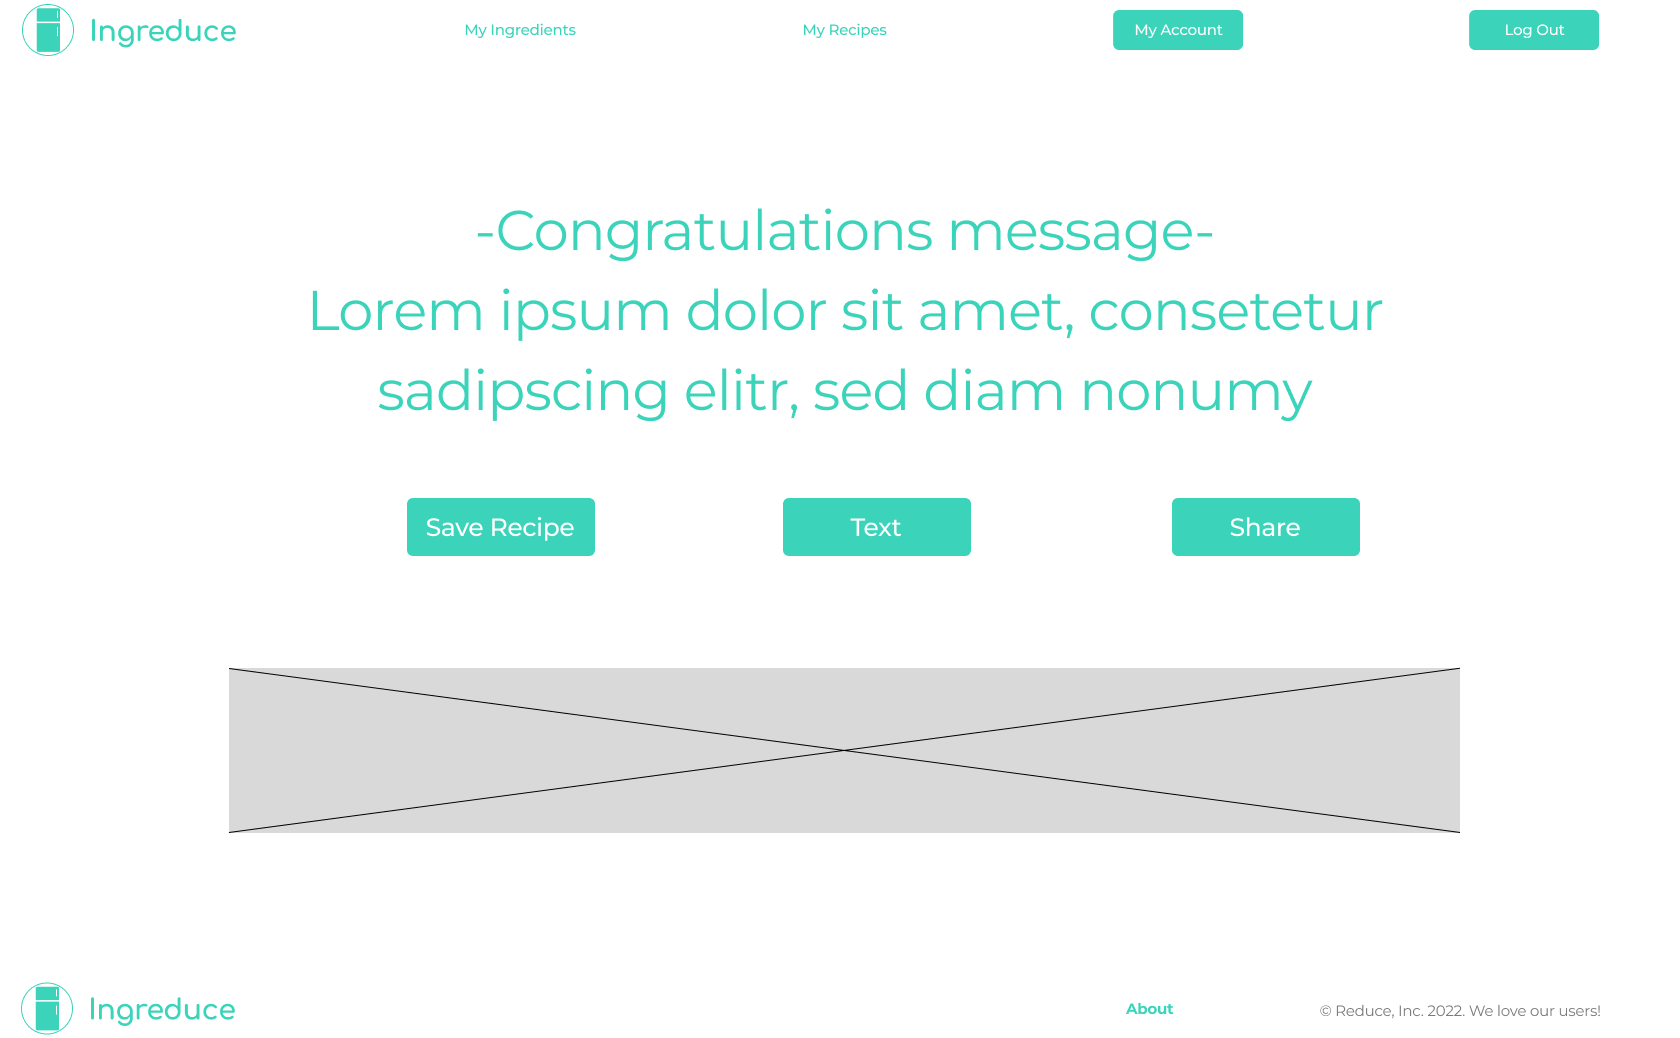 Ingreduce
My Ingredients
My Recipes
My Account
Log Out
-Congratulations message-
Lorem ipsum dolor sit amet, consetetur
sadipscing elitr, sed diam nonumy
Save Recipe
Text
Share
Ingreduce
About
© Reduce, Inc. 2022. We love our users!